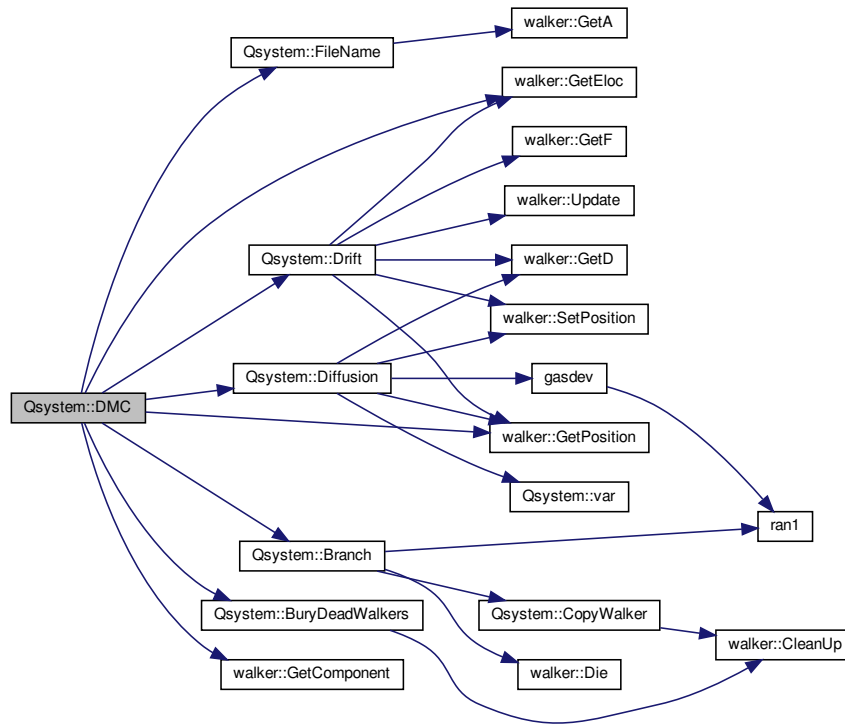 walker::GetA
Qsystem::FileName
walker::GetEloc
walker::GetF
walker::Update
Qsystem::Drift
walker::GetD
walker::SetPosition
Qsystem::Diffusion
gasdev
Qsystem::DMC
walker::GetPosition
Qsystem::var
ran1
Qsystem::Branch
Qsystem::BuryDeadWalkers
Qsystem::CopyWalker
walker::CleanUp
walker::GetComponent
walker::Die